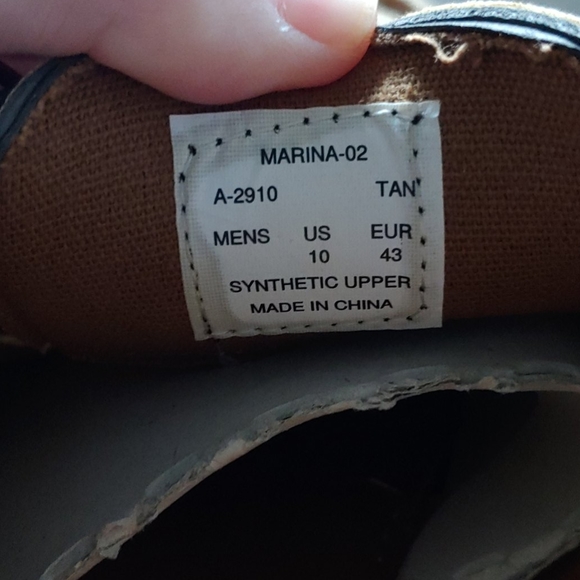 MARINA-02
A-2910 TAN
MENS US EUR
10 43
SYNTHETIC UPPER
MADE IN CHINA